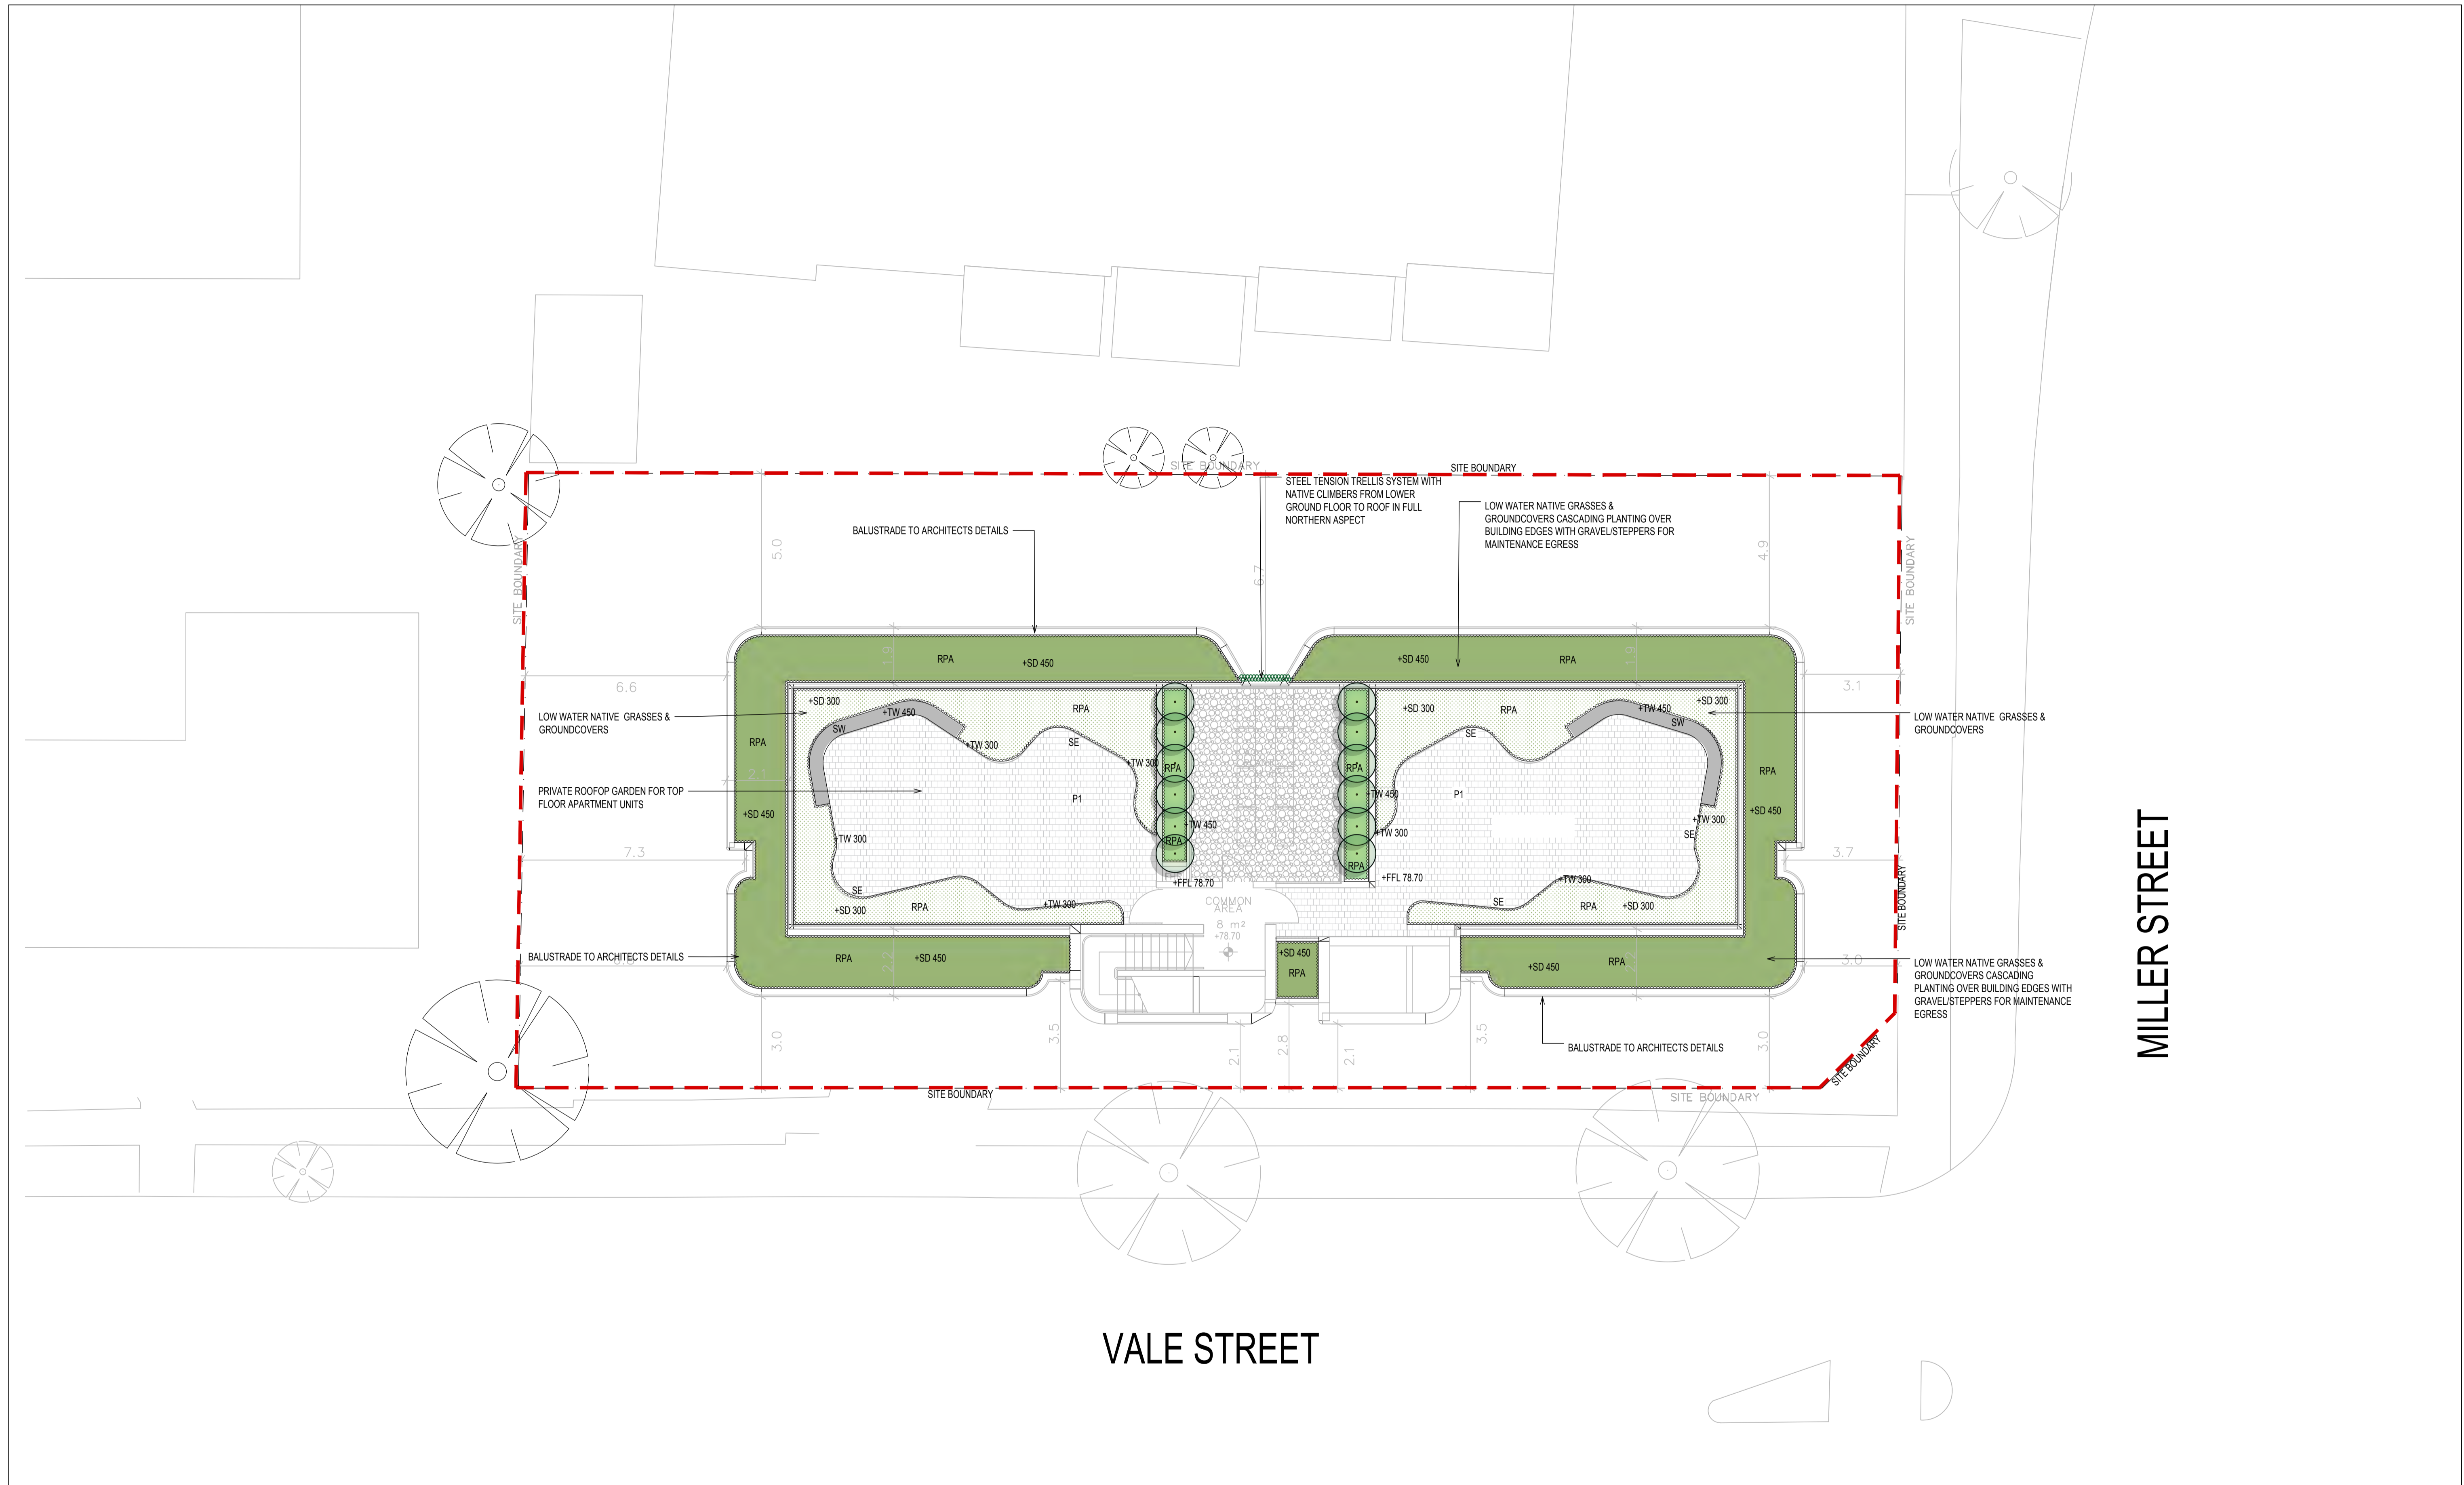 SITE BOUNDARY
SITE BOUNDARY
STEEL TENSION TRELLIS SYSTEM WITH
NATIVE CLIMBERS FROM LOWER
GROUND FLOOR TO ROOF IN FULL
NORTHERN ASPECT
LOW WATER NATIVE GRASSES &
GROUNDCOVERS CASCADING PLANTING OVER
BUILDING EDGES WITH GRAVEL/STEPPERS FOR
MAINTENANCE EGRESS
BALUSTRADE TO ARCHITECTS DETAILS
5.0
6.7
4.9
SITE BOUNDARY
SITE BOUNDARY
RPA
+SD 450
1.9
+SD 450
RPA
1.9
6.6
3.1
+SD 300
+TW 450
RPA
+SD 300
RPA
+TW 450
+SD 300
LOW WATER NATIVE GRASSES &
GROUNDCOVERS
SW
SW
LOW WATER NATIVE GRASSES &
GROUNDCOVERS
RPA
+TW 300
SE
SE
+TW 300
RPA
RPA
RPA
2.1
PRIVATE ROOFOP GARDEN FOR TOP
FLOOR APARTMENT UNITS
P1
+TW 450
P1
+SD 450
+SD 450
+TW 450
+TW 300
RPA
+TW 300
+TW 300
SE
7.3
3.7
RPA
+FFL 78.70
+FFL 78.70
+TW 300
SE
+SD 300
RPA
+TW 300
COMMON
AREA
8 m²
+78.70
SE
RPA
+SD 300
SITE BOUNDARY
BALUSTRADE TO ARCHITECTS DETAILS
RPA
+SD 450
2.2
+SD 450
RPA
+SD 450
RPA
3.0
LOW WATER NATIVE GRASSES &
GROUNDCOVERS CASCADING
PLANTING OVER BUILDING EDGES WITH
GRAVEL/STEPPERS FOR MAINTENANCE
EGRESS
MILLER STREET
3.0
3.5
2.1
2.8
2.1
3.5
3.0
BALUSTRADE TO ARCHITECTS DETAILS
SITE BOUNDARY
SITE BOUNDARY
SITE BOUNDARY
VALE STREET